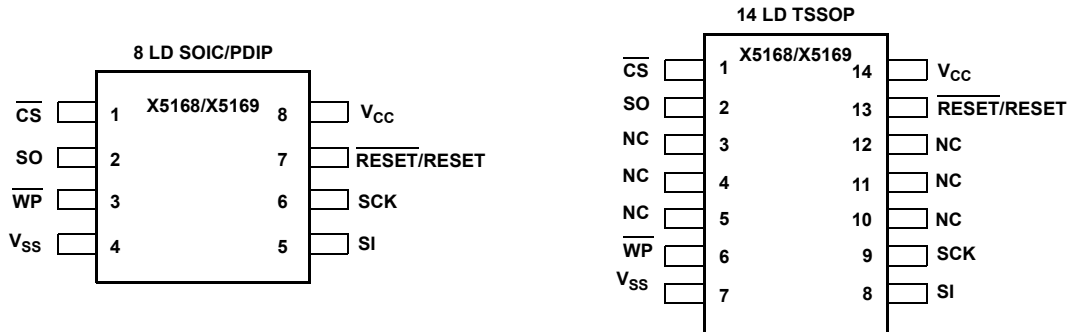 8 LD SOIC/PDIP
X5168/X5169
CS 1 8 VCC
SO 2 7 RESET/RESET
WP 3 6 SCK
VSS 4 5 SI
14 LD TSSOP
X5168/X5169
CS 1 14 VCC
SO 2 13 RESET/RESET
NC 3 12 NC
NC 4 11 NC
NC 5 10 NC
WP 6 9 SCK
VSS 7 8 SI